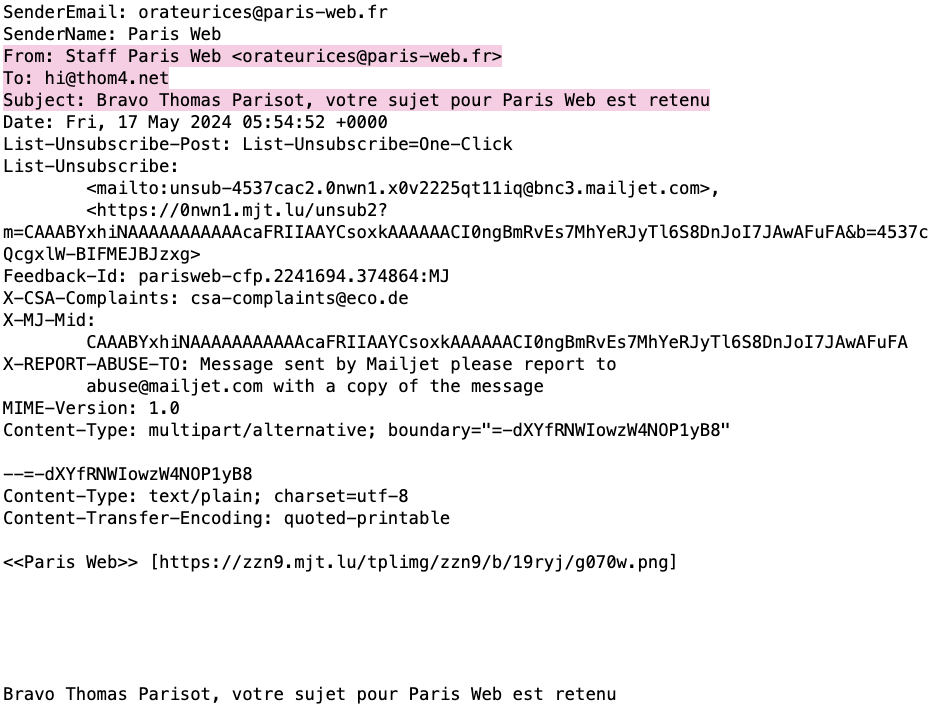 SenderEmail: orateurices@paris-web.fr
SenderName: Paris Web
From: Staff Paris Web <orateurices@paris-web.fr>
To: hi@thom4.net
Subject: Bravo Thomas Parisot, votre sujet pour Paris Web est retenu
Date: Fri, 17 May 2024 05:54:52 +0000
List-Unsubscribe-Post: List-Unsubscribe=One-Click
List-Unsubscribe:
<mailto:unsub-4537cac2.0nwn1.x0v2225qt11iq@bnc3.mailjet.com>,
<https://0nwn1.mjt.lu/unsub2?
m=CAAABYxhiNAAAAAAAAAAAcaFRIIAAYCsoxkAAAAAACI0ngBmRvEs7MhYeRJyTl6S8DnJoI7JAwAFuFA&b=4537c
QcgxlW-BIFMEJBJzxg>
Feedback-Id: parisweb-cfp.2241694.374864:MJ
X-CSA-Complaints: csa-complaints@eco.de
X-MJ-Mid:
CAAABYxhiNAAAAAAAAAAAcaFRIIAAYCsoxkAAAAAACI0ngBmRvEs7MhYeRJyTl6S8DnJoI7JAwAFuFA
X-REPORT-ABUSE-TO: Message sent by Mailjet please report to
abuse@mailjet.com with a copy of the message
MIME-Version: 1.0
Content-Type: multipart/alternative; boundary="=-dXYfRNWIowzW4NOP1yB8"
--=-dXYfRNWIowzW4NOP1yB8
Content-Type: text/plain; charset=utf-8
Content-Transfer-Encoding: quoted-printable
<<Paris Web>> [https://zzn9.mjt.lu/tplimg/zzn9/b/19ryj/g070w.png]
Bravo Thomas Parisot, votre sujet pour Paris Web est retenu